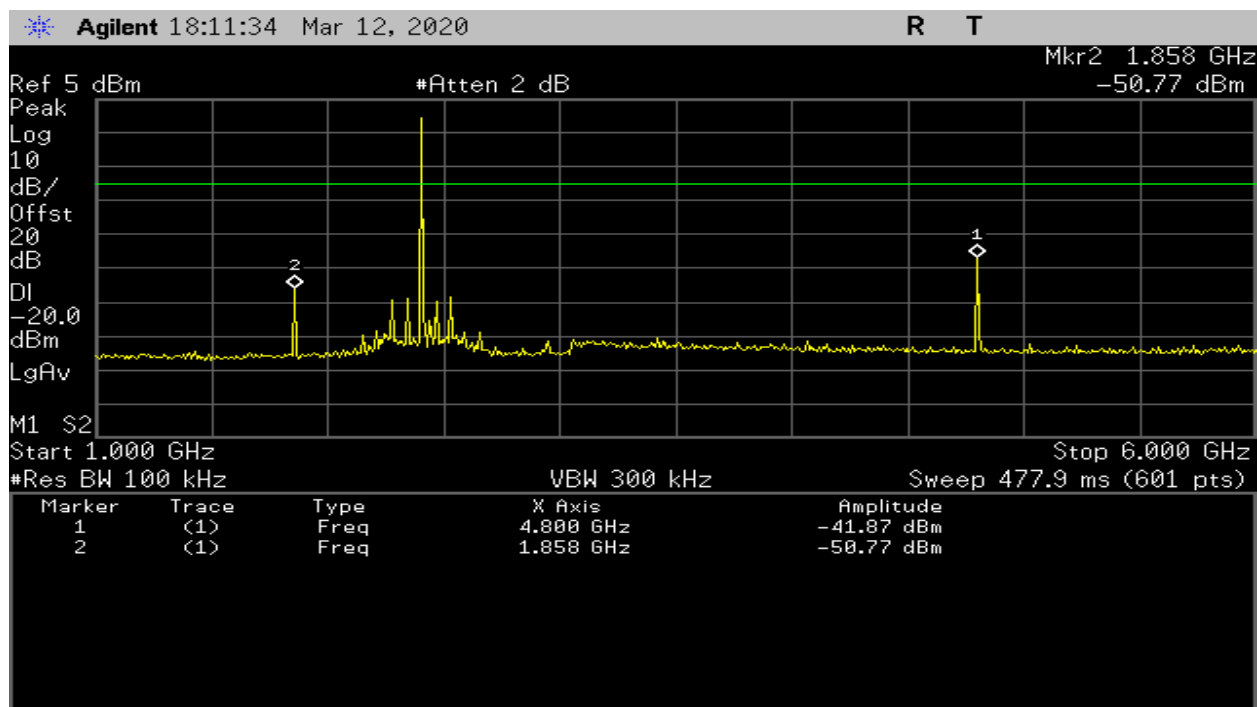 Agilent 18:11:34 Mar 12, 2020 R T
Mkr2 1.858 GHz
Ref 5 dBm #Atten 2 dB -50.77 dBm
Peak
Log
10
dB/
Offst
20
dB
DI
-20.0
dBm
LgAv
M1 S2
1
2
Start 1.000 GHz Stop 6.000 GHz
#Res BW 100 kHz VBW 300 kHz Sweep 477.9 ms (601 pts)
Marker Trace Type X Axis Amplitude
1 (1) Freq 4.800 GHz -41.87 dBm
2 (1) Freq 1.858 GHz -50.77 dBm